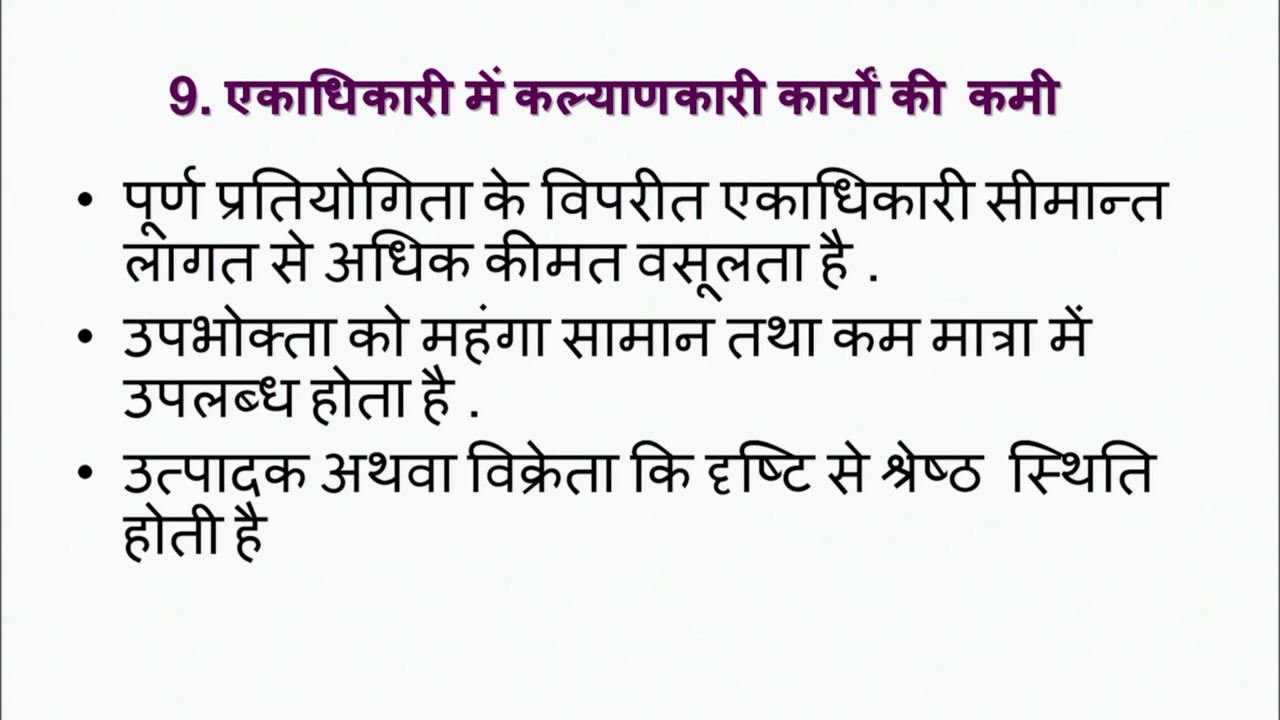 9. एकाधिकारी में कल्याणकारी कार्यों की कमी
• पूर्ण प्रतियोगिता के विपरीत एकाधिकारी सीमान्त
लागत से अधिक कीमत वसूलता है .
• उपभोक्ता को महंगा सामान तथा कम मात्रा में
उपलब्ध होता है .
• उत्पादक अथवा विक्रेता कि दृष्टि से श्रेष्ठ स्थिति
होती है